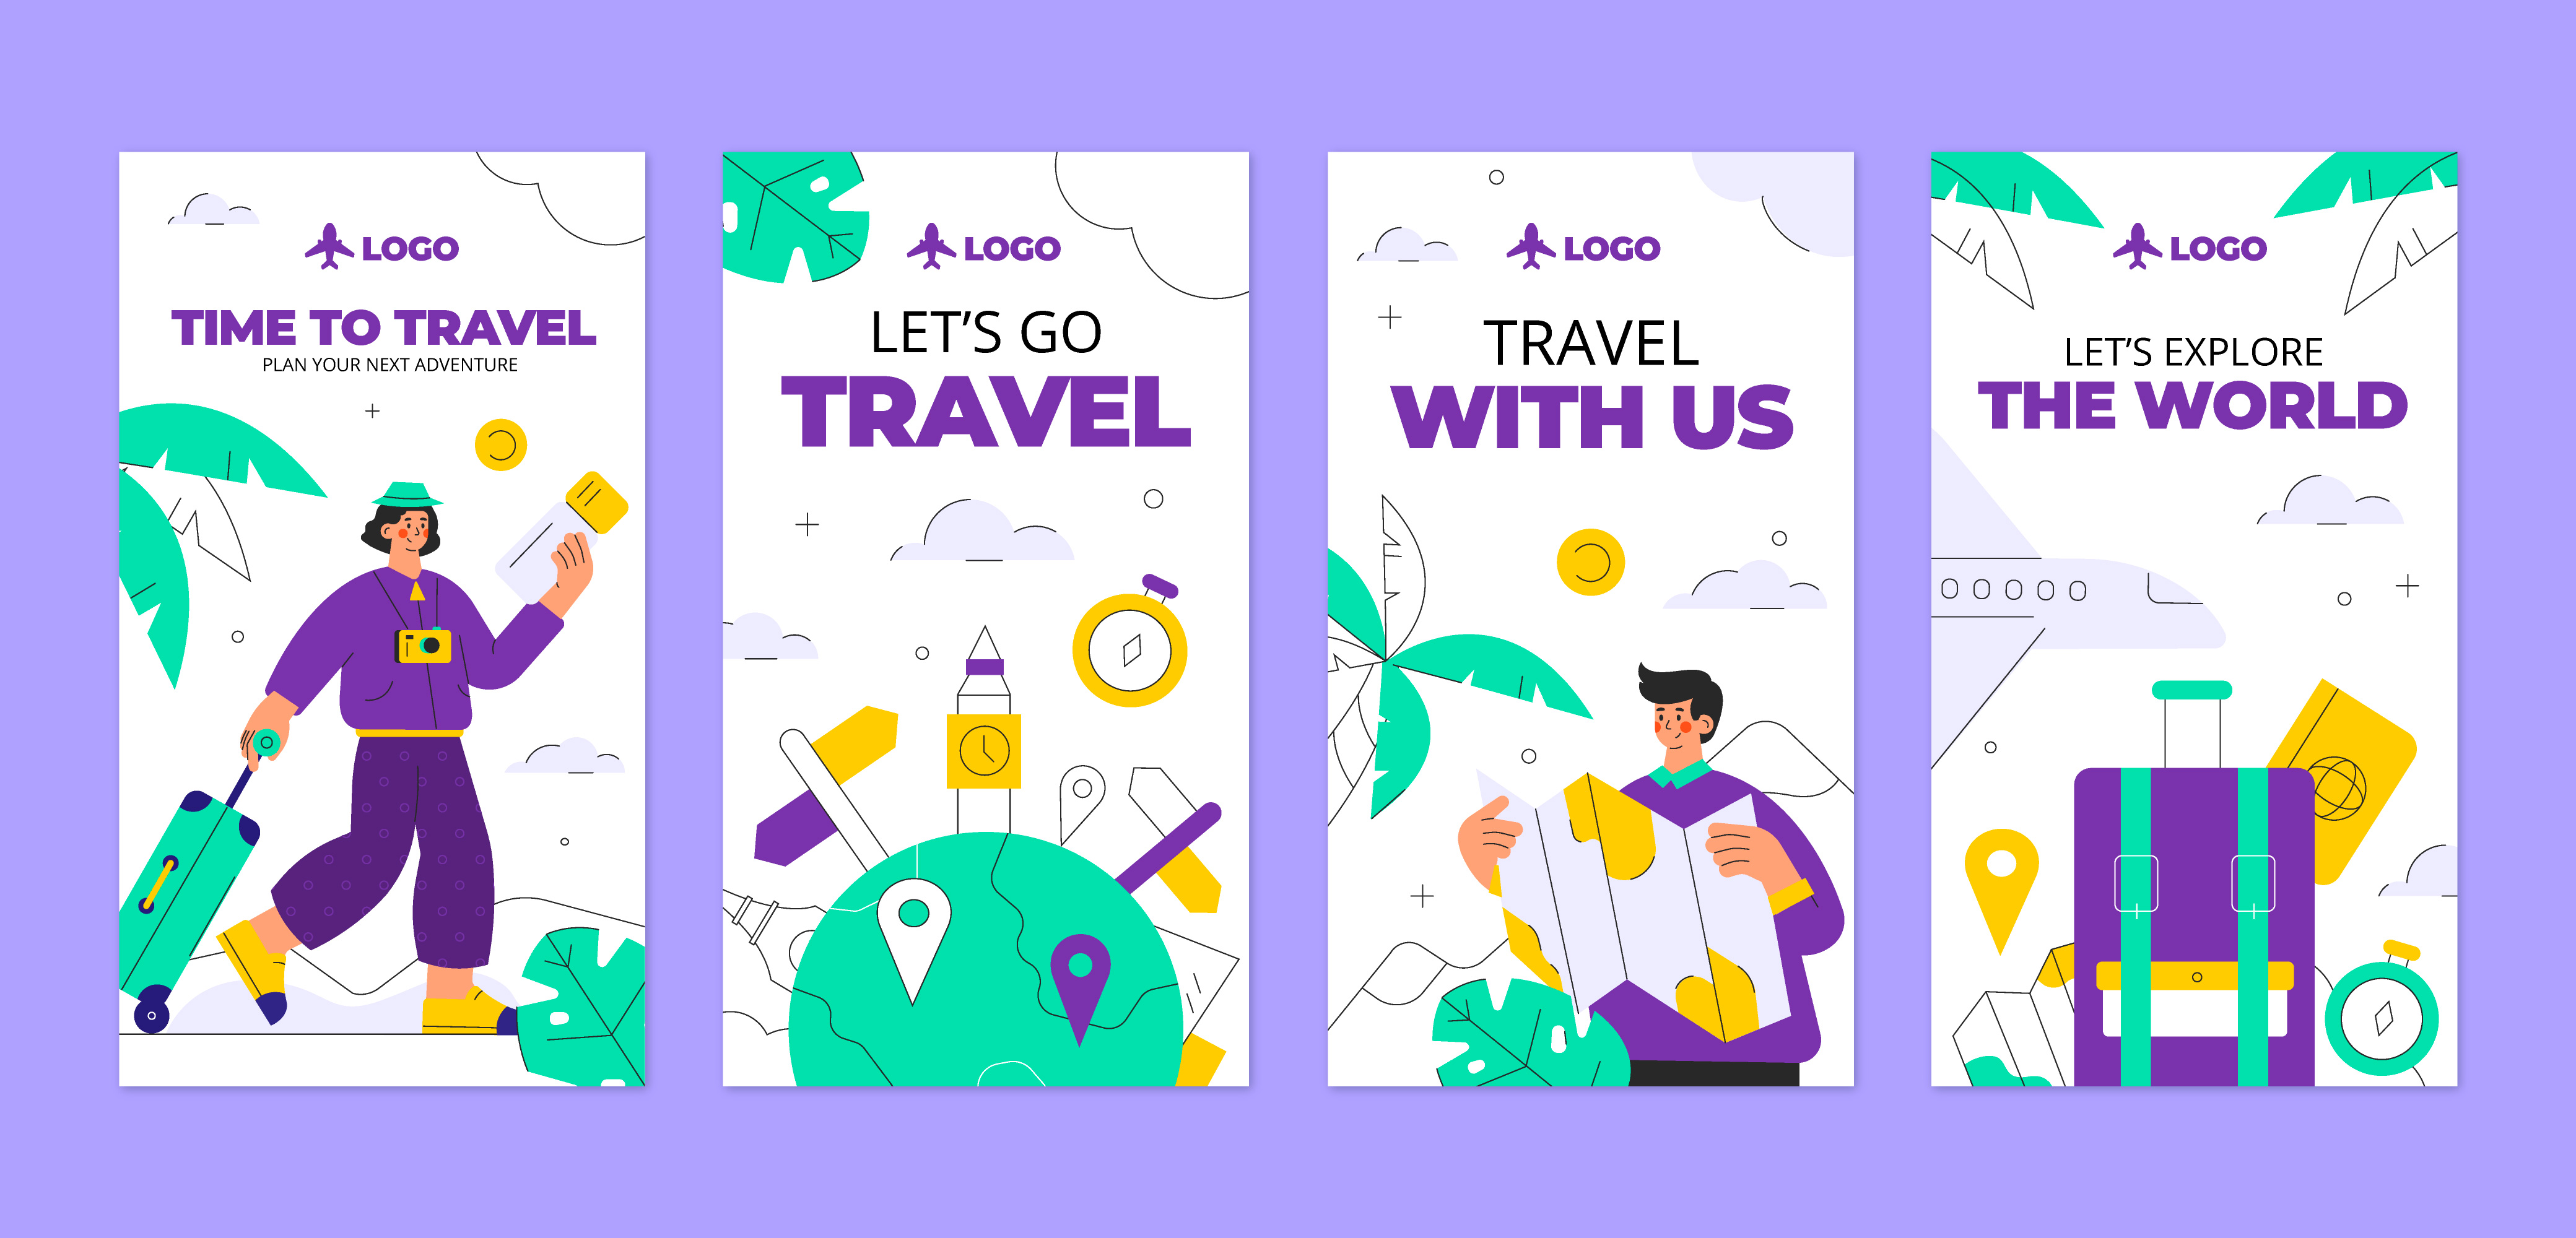 LOGO
TIME TO TRAVEL
PLAN YOUR NEXT ADVENTURE
LOGO
LET'S GO
TRAVEL
LOGO
TRAVEL
WITH US
LOGO
LET'S EXPLORE
THE WORLD